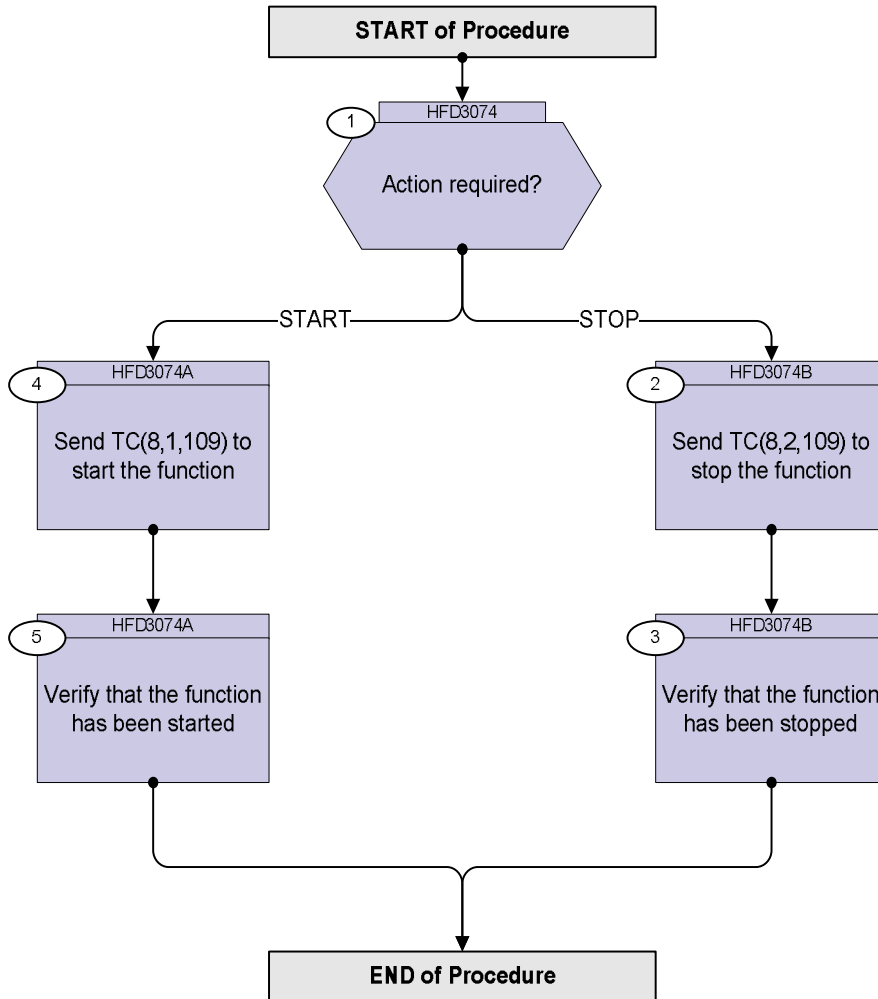 START of Procedure
HFD3074
1
Action required?
START
STOP
HFD3074A
4
Send TC(8,1,109) to
start the function
HFD3074B
2
Send TC(8,2,109) to
stop the function
HFD3074A
5
Verify that the function
has been started
HFD3074B
3
Verify that the function
has been stopped
END of Procedure